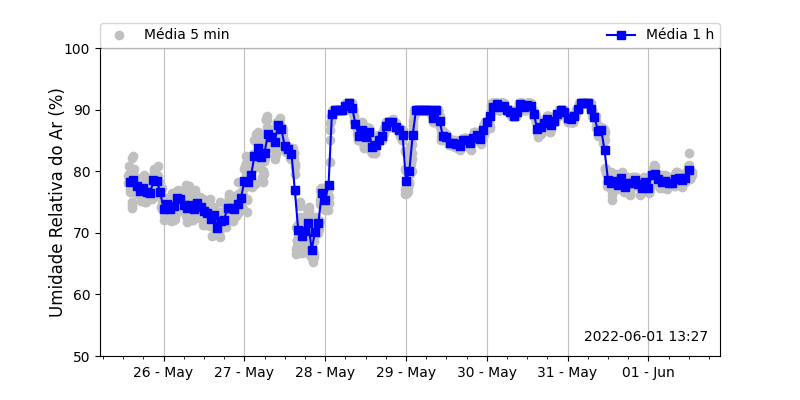 Média 5 min
Média 1 h
Umidade Relativa do Ar (%)
100
90
80
70
60
50
2022-06-01 13:27
26 - May
27 - May
28 - May
29 - May
30 - May
31 - May
01 - Jun